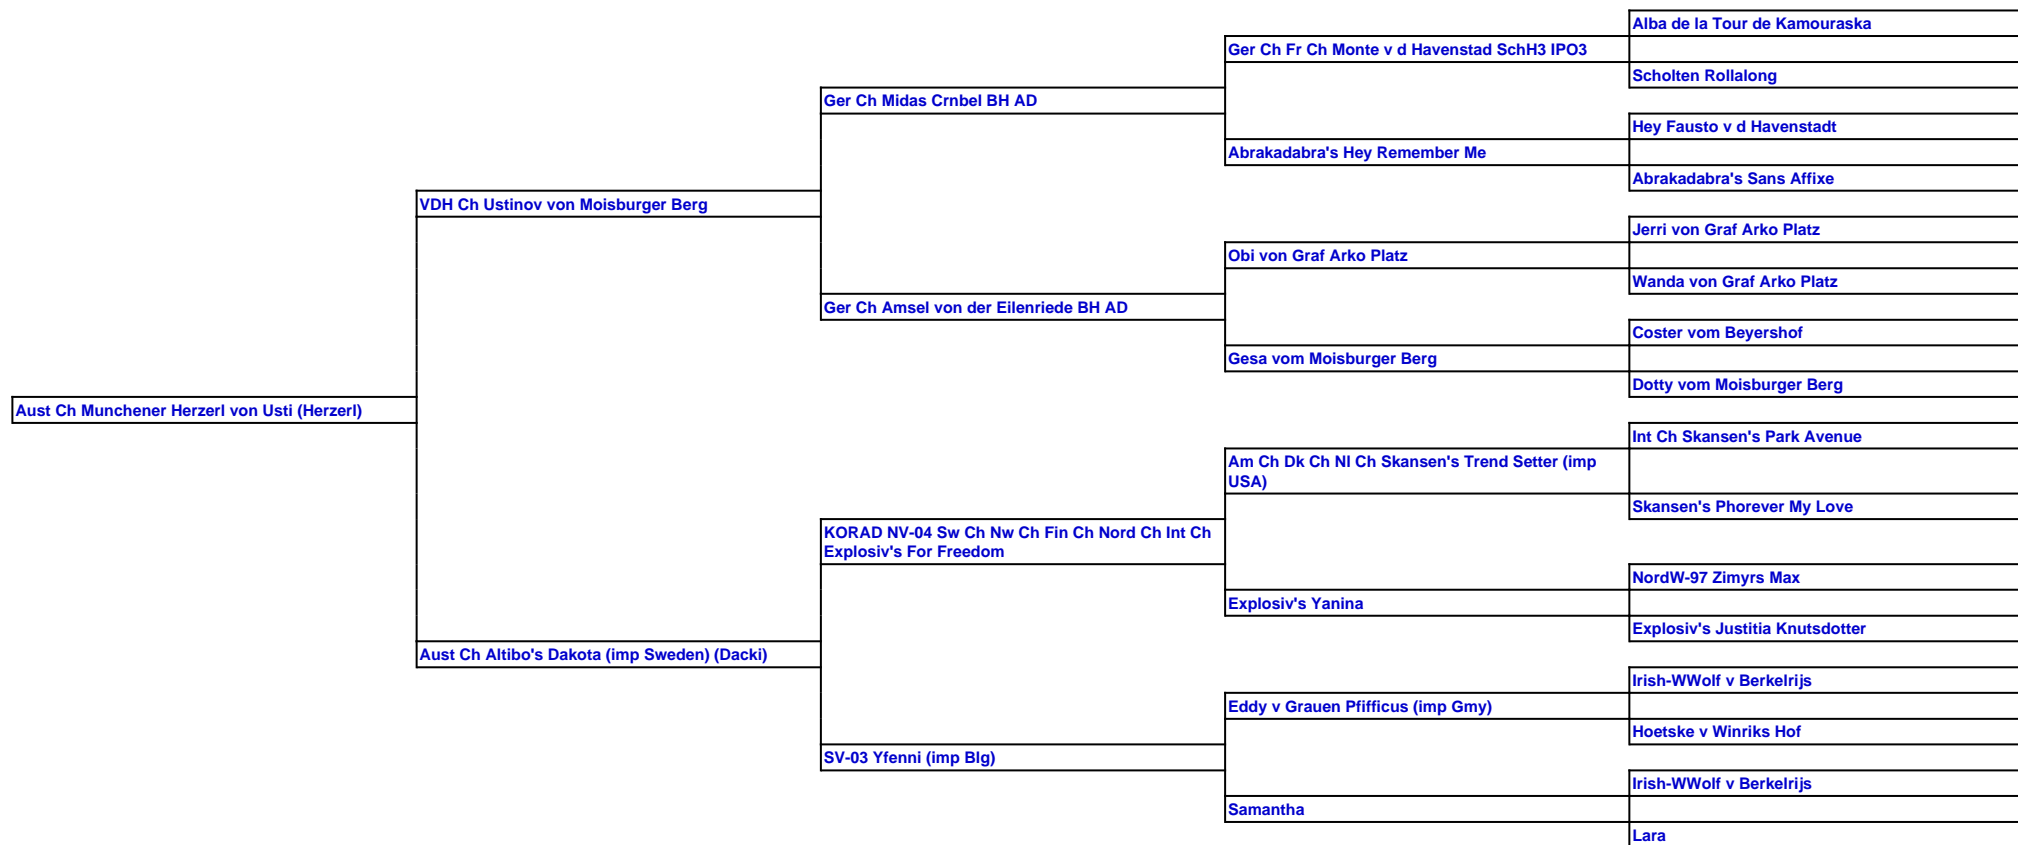 Alba de la Tour de Kamouraska
Ger Ch Fr Ch Monte v d Havenstad SchH3 IPO3
Scholten Rollalong
Ger Ch Midas Crnbel BH AD
Hey Fausto v d Havenstadt
Abrakadabra's Hey Remember Me
Abrakadabra's Sans Affixe
VDH Ch Ustinov von Moisburger Berg
Jerri von Graf Arko Platz
Obi von Graf Arko Platz
Wanda von Graf Arko Platz
Ger Ch Amsel von der Eilenriede BH AD
Coster vom Beyershof
Gesa vom Moisburger Berg
Dotty vom Moisburger Berg
Aust Ch Munchener Herzerl von Usti (Herzerl)
Int Ch Skansen's Park Avenue
Am Ch Dk Ch Nl Ch Skansen's Trend Setter (imp
USA)
Skansen's Phorever My Love
KORAD NV-04 Sw Ch Nw Ch Fin Ch Nord Ch Int Ch
Explosiv's For Freedom
NordW-97 Zimyrs Max
Explosiv's Yanina
Explosiv's Justitia Knutsdotter
Aust Ch Altibo's Dakota (imp Sweden) (Dacki)
Irish-WWolf v Berkelrijs
Eddy v Grauen Pfifficus (imp Gmy)
Hoetske v Winriks Hof
SV-03 Yfenni (imp Blg)
Irish-WWolf v Berkelrijs
Samantha
Lara